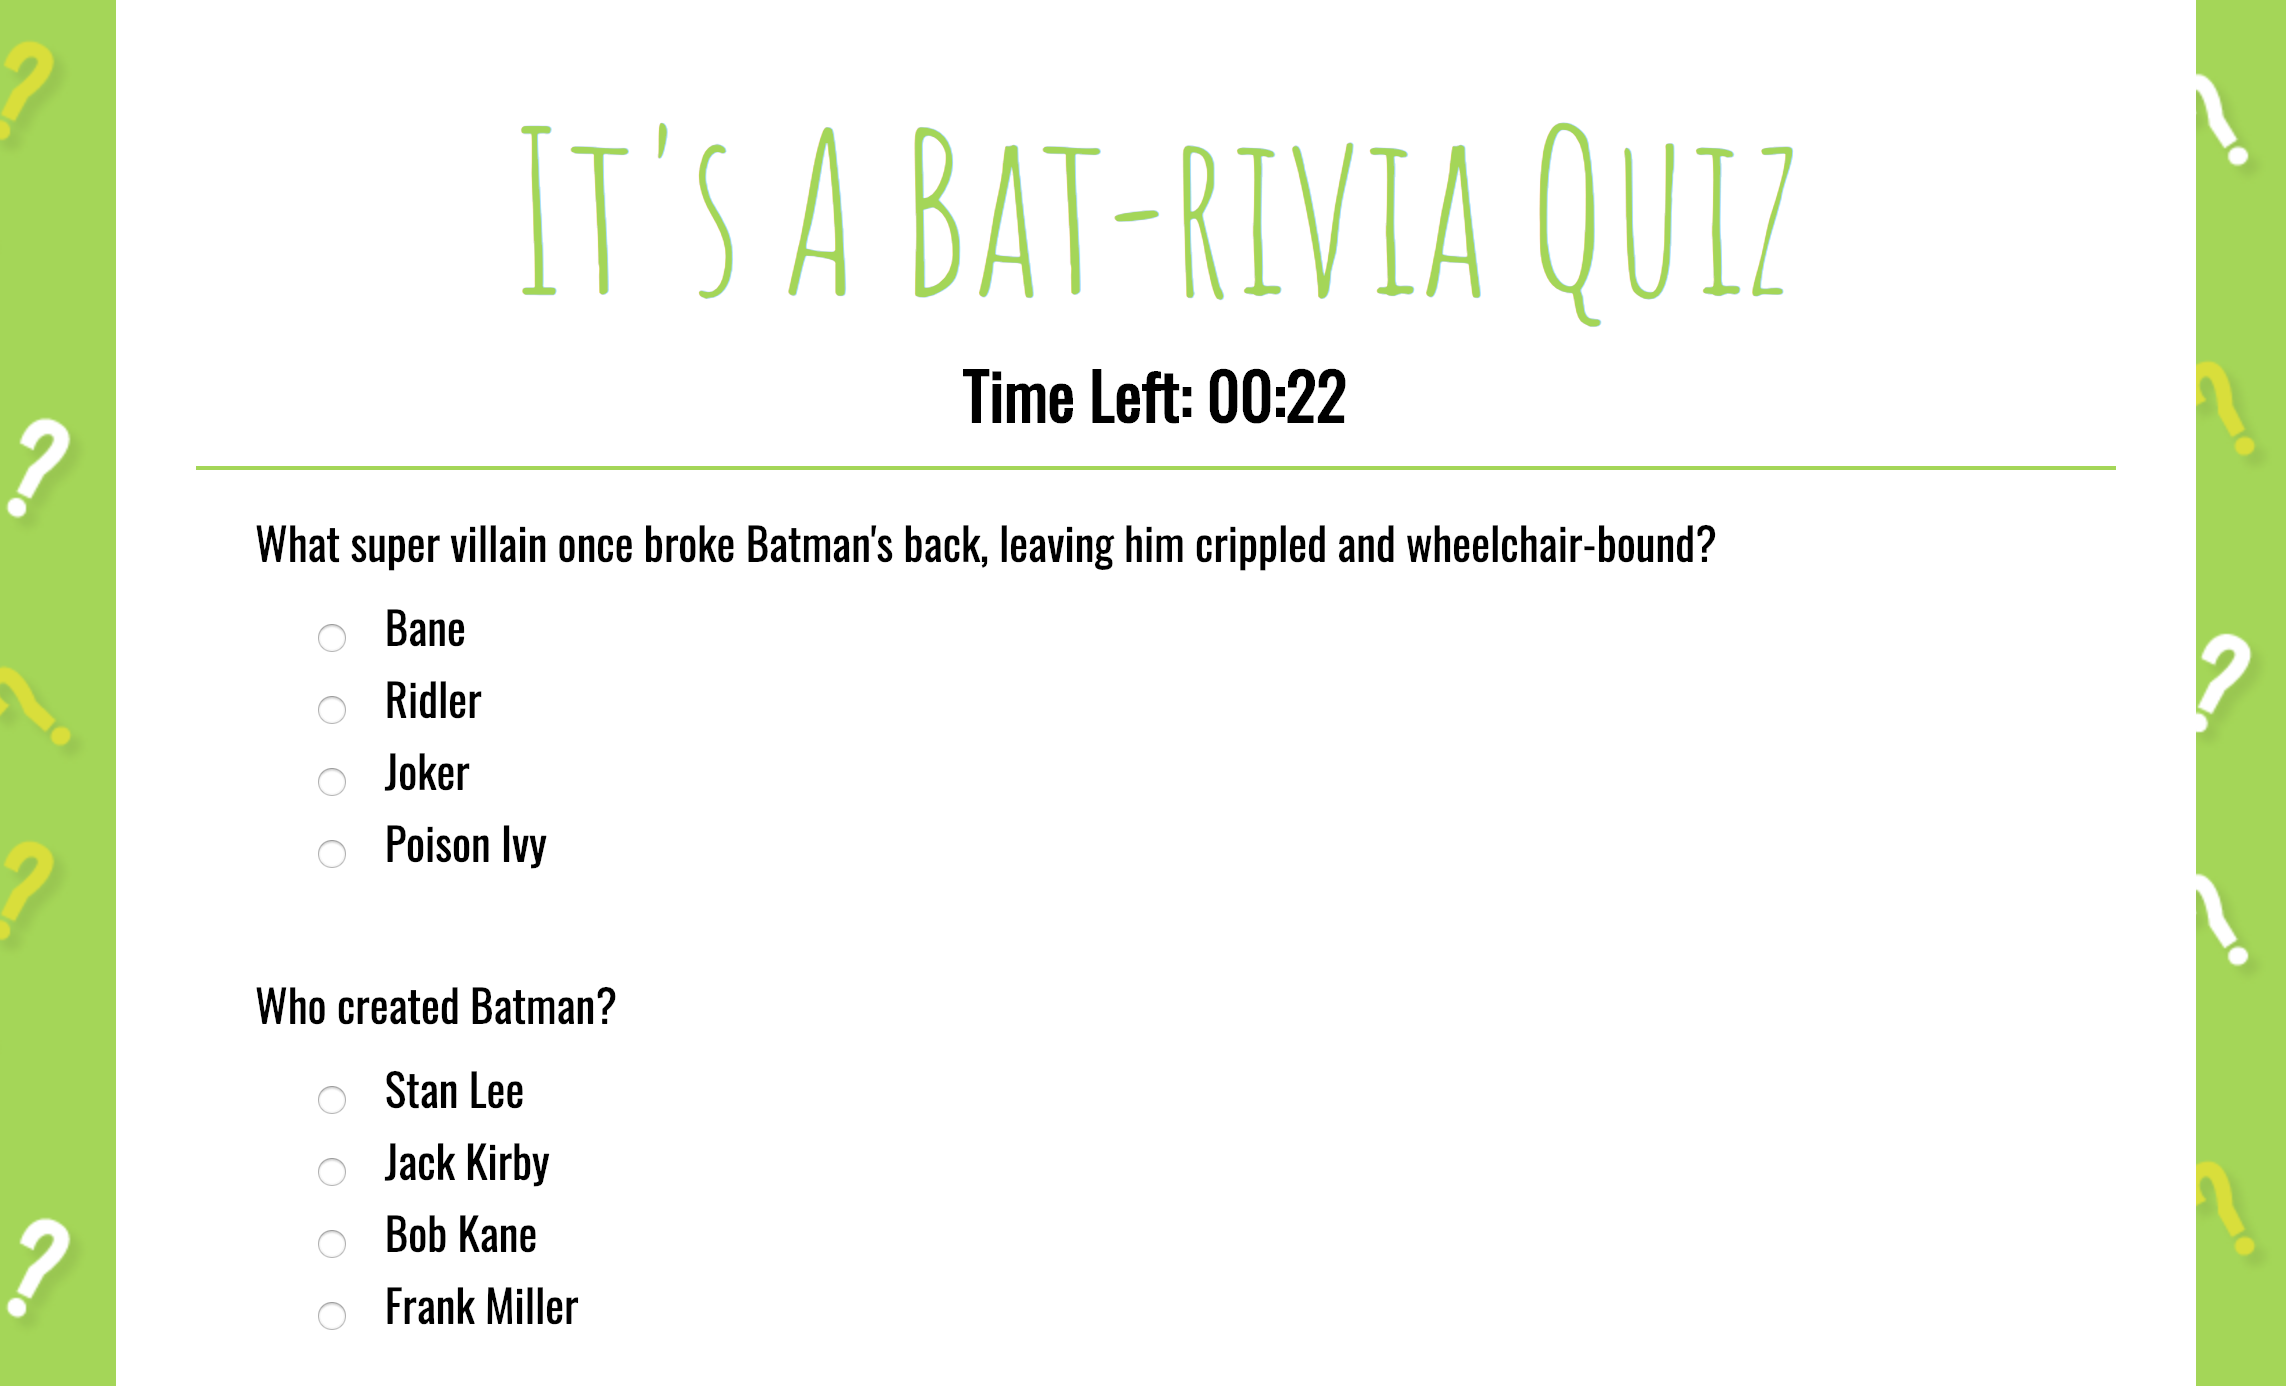 It's A Bat-rivia Quiz
Time Left: 00:22
What super villain once broke Batman's back, leaving him crippled and wheelchair-bound?
Bane
Ridler
Joker
Poison Ivy
Who created Batman?
Stan Lee
Jack Kirby
Bob Kane
Frank Miller